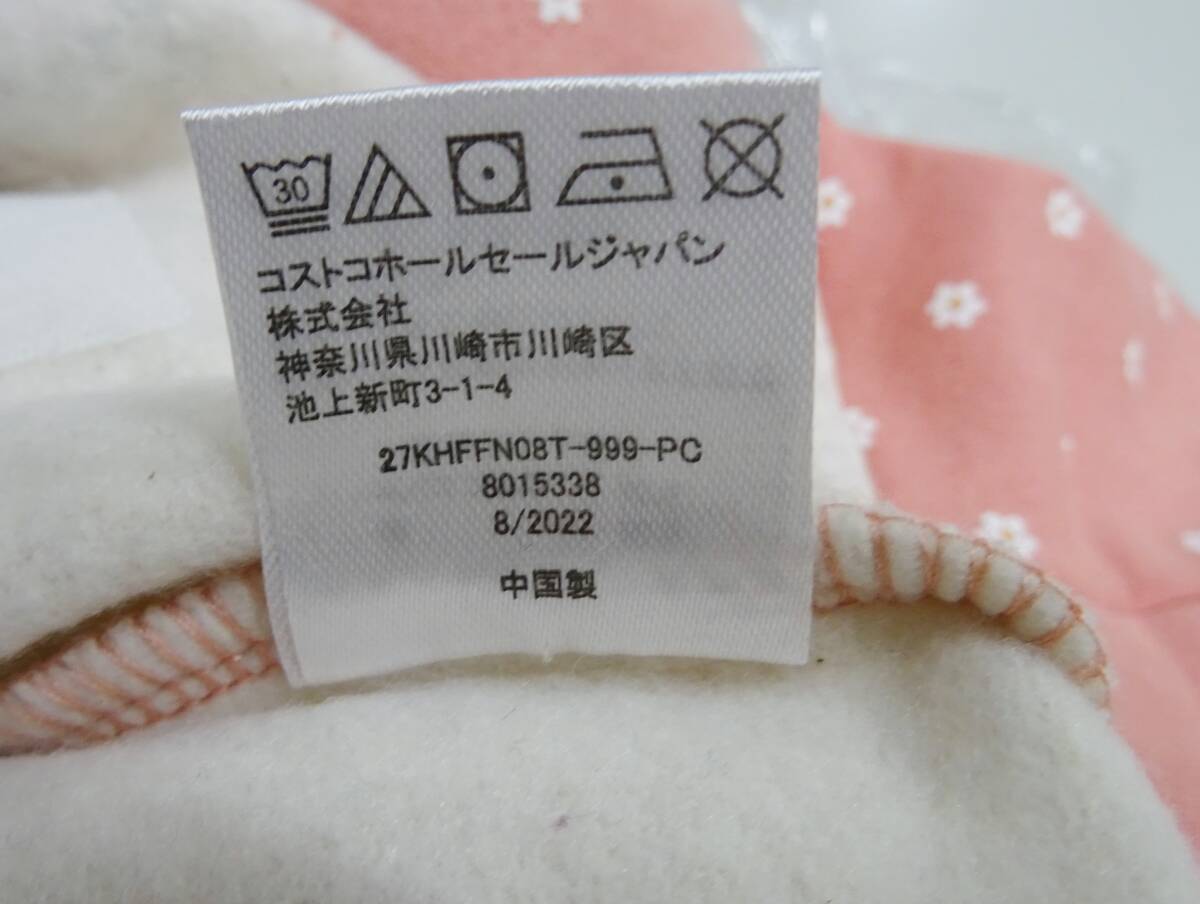 30
コストコホールセールジャパン
株式会社
神奈川県川崎市川崎区
池上新町3-1-4
27KHFFN08T-999-PC
8015338
8/2022
中国製